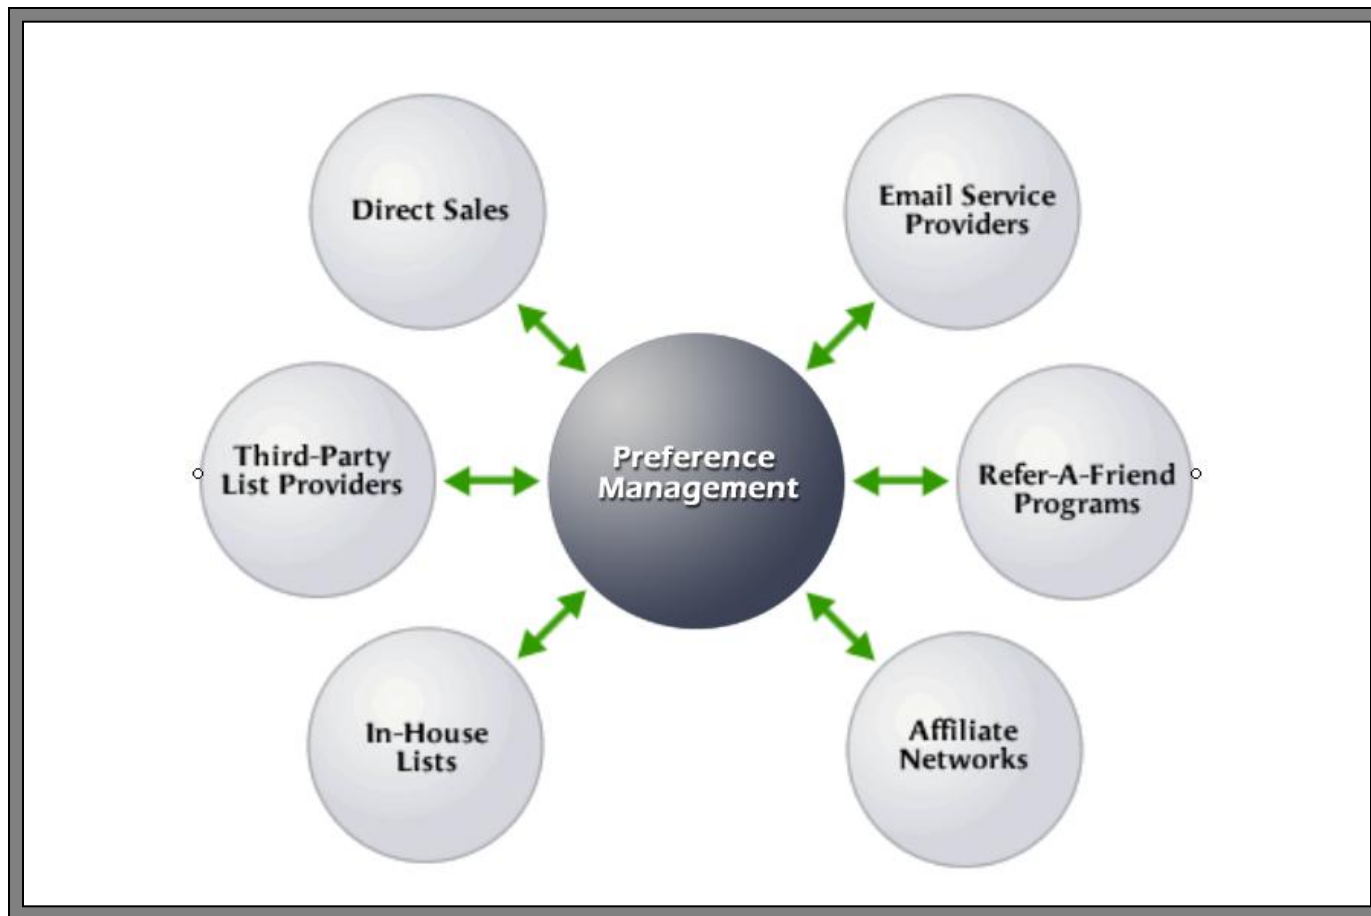 Direct Sales
Email Service
Providers
Third-Party
List Providers
Preference
Management
Refer-A-Friend
Programs
In-House
Lists
Affiliate
Networks